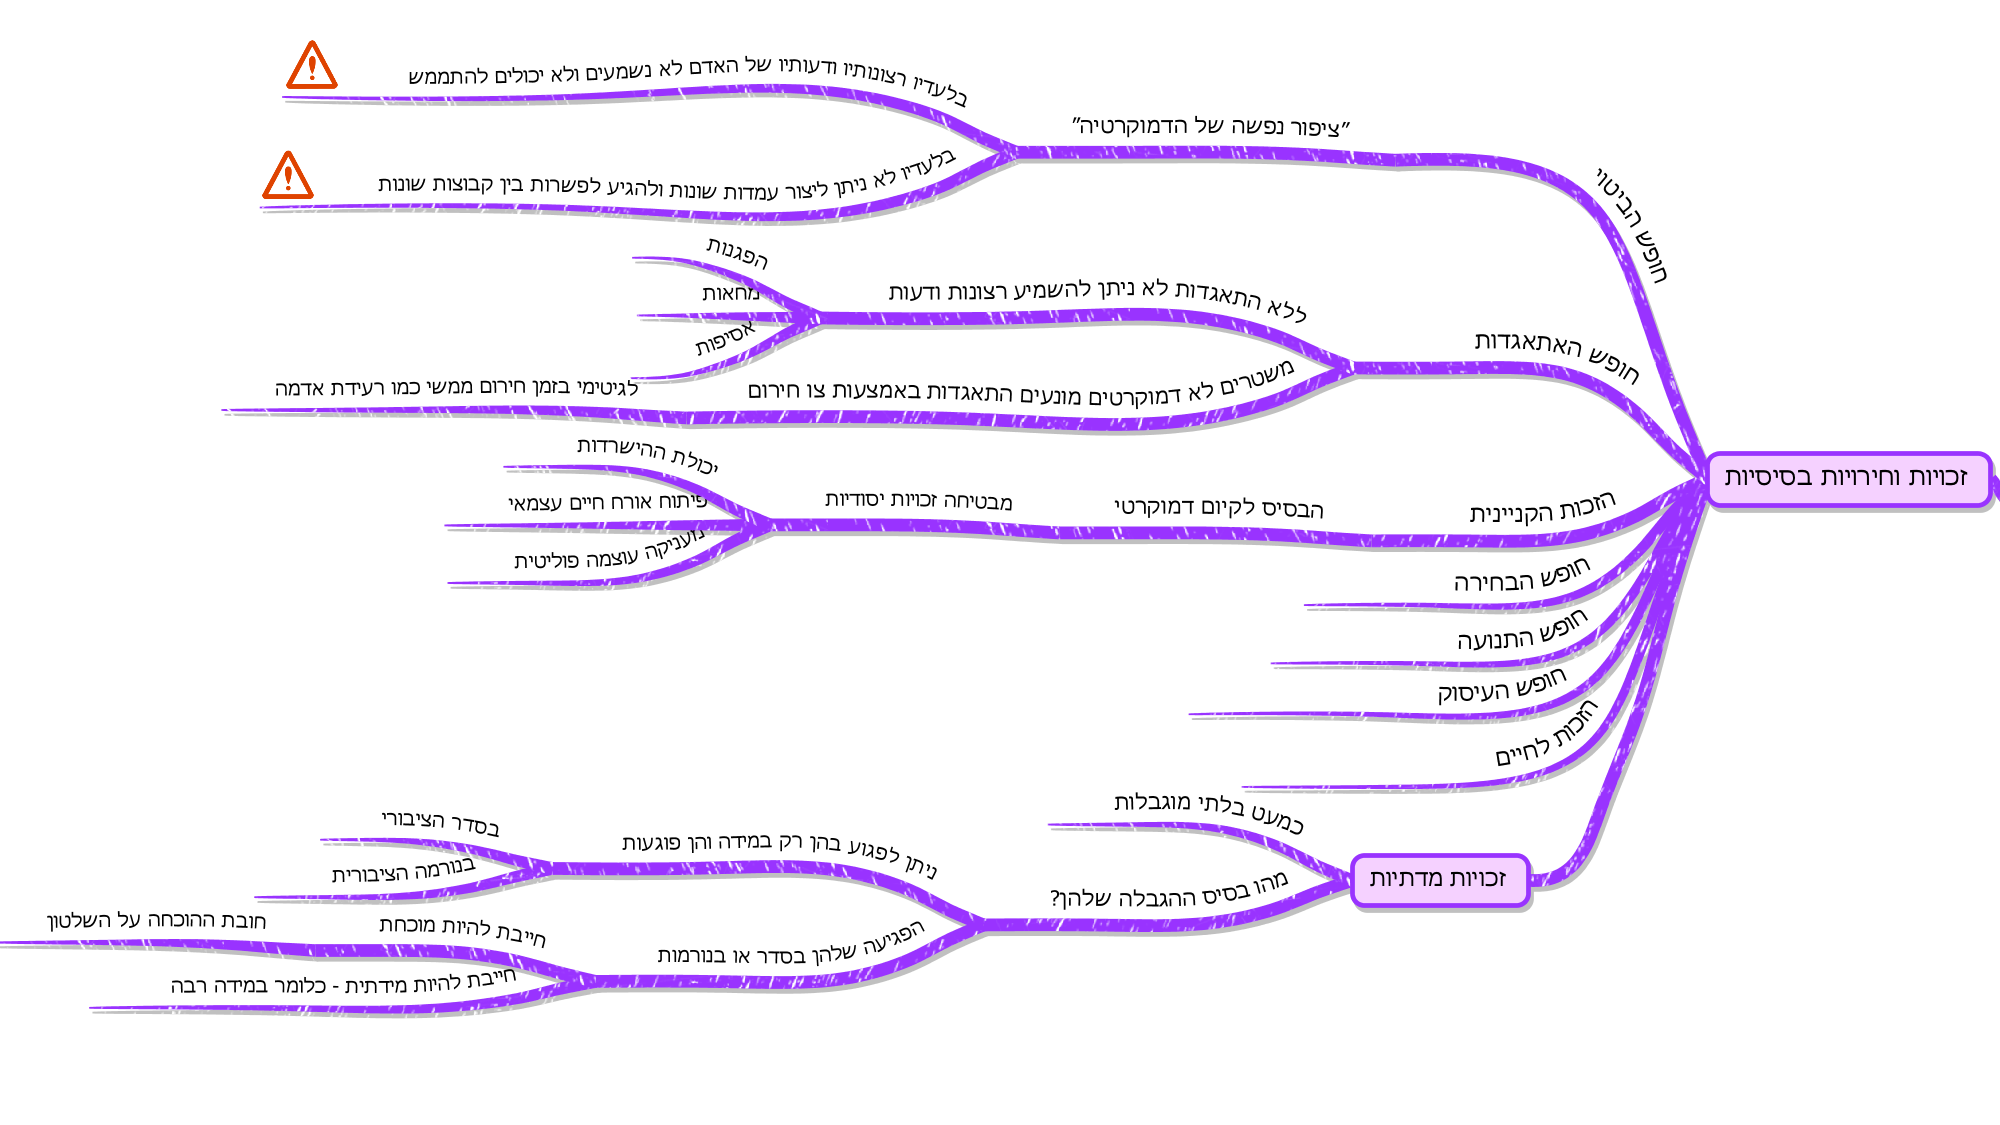 זכויות וחירויות בסיסיות
חופש הביטוי
"ציפור נפשה של הדמוקרטיה"
בלעדיו רצונותיו ודעותיו של האדם לא נשמעים ולא יכולים להתממש
בלעדיו לא ניתן ליצור עמדות שונות ולהגיע לפשרות בין קבוצות שונות
חופש האתאגדות
ללא התאגדות לא ניתן להשמיע רצונות ודעות
הפגנות
מחאות
אסיפות
משטרים לא דמוקרטים מונעים התאגדות באמצעות צו חירום
לגיטימי בזמן חירום ממשי כמו רעידת אדמה
הזכות הקניינית
הבסיס לקיום דמוקרטי
מבטיחה זכויות יסודיות
יכולת ההישרדות
פיתוח אורח חיים עצמאי
מעניקה עוצמה פוליטית
חופש הבחירה
חופש התנועה
חופש העיסוק
הזכות לחיים
זכויות מדתיות
כמעט בלתי מוגבלות
מהו בסיס ההגבלה שלהן?
ניתן לפגוע בהן רק במידה והן פוגעות
בסדר הציבורי
בנורמה הציבורית
הפגיעה שלהן בסדר או בנורמות
חייבת להיות מוכחת
חובת ההוכחה על השלטון
חייבת להיות מידתית - כלומר במידה רבה